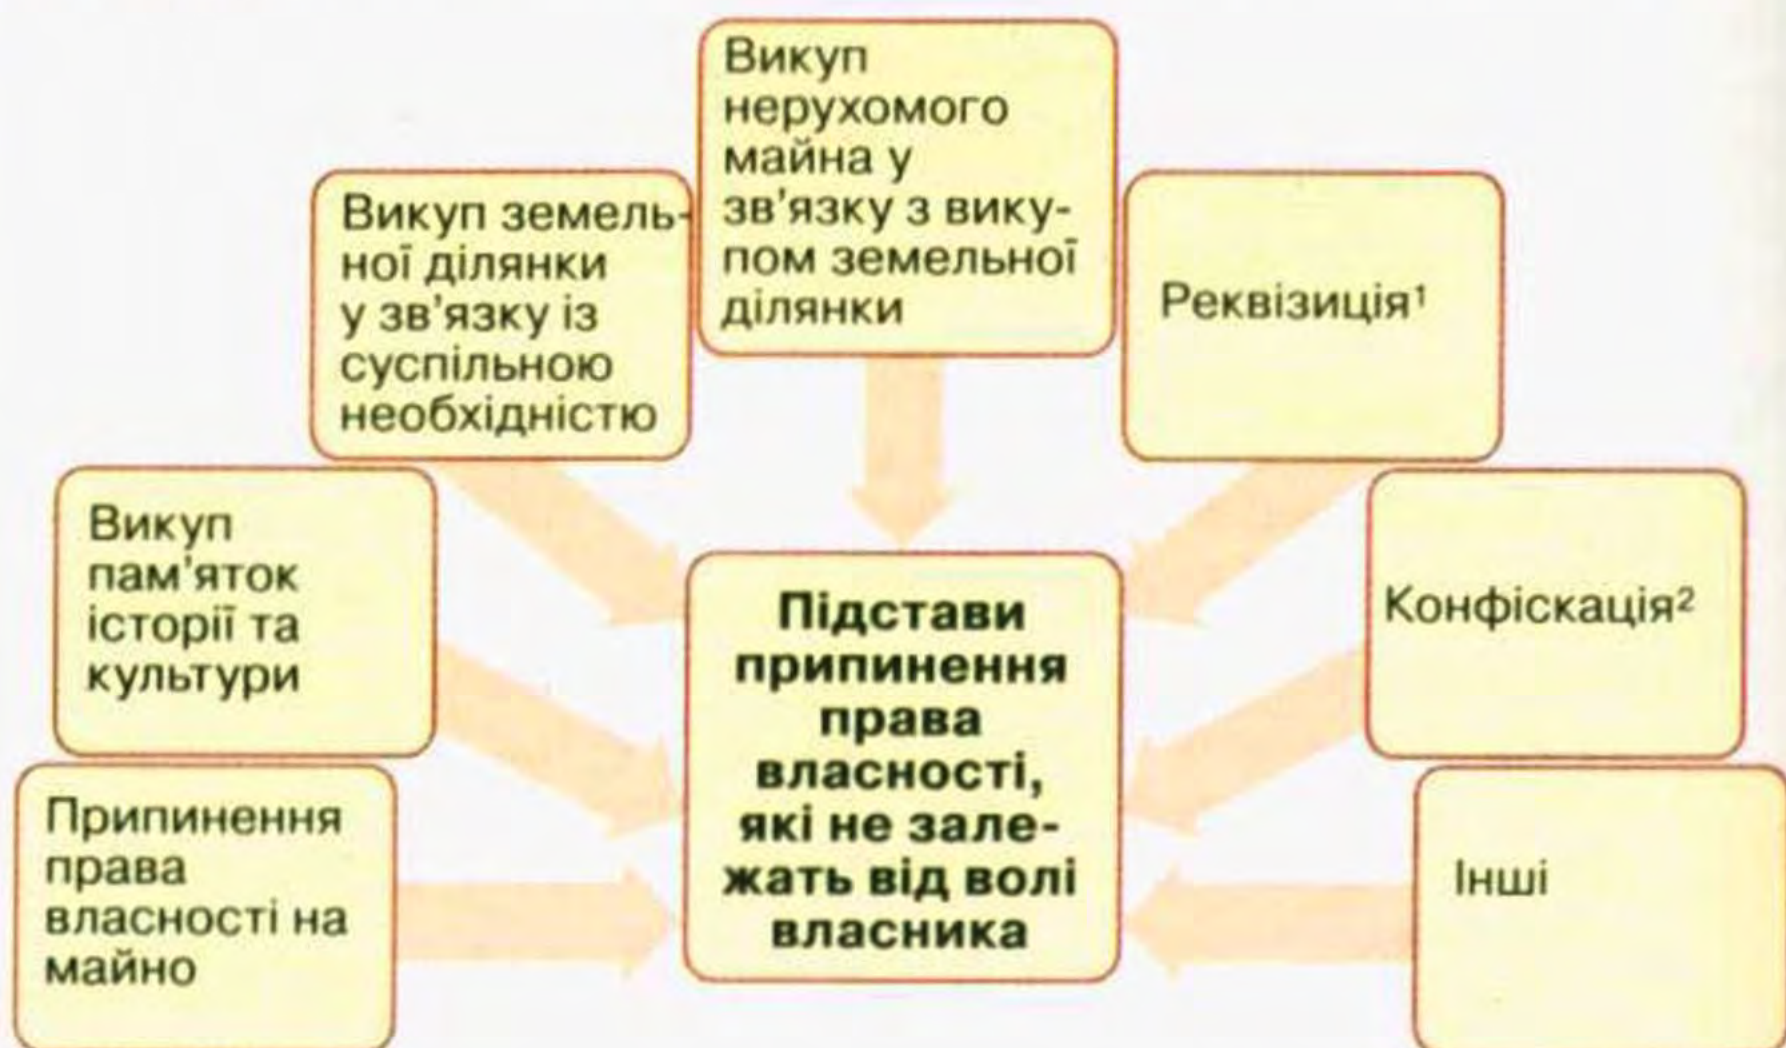 Викуп
нерухомого
майна у
зв'язку з вику-
пом земельної
ділянки
Викуп земель-
ної ділянки
у зв'язку із
суспільною
необхідністю
Реквізиція¹
Викуп
пам'яток
історії та
культури
Конфіскація²
Припинення
права
власності на
майно
Інші
Підстави
припинення
права
власності,
які не зале-
жать від волі
власника